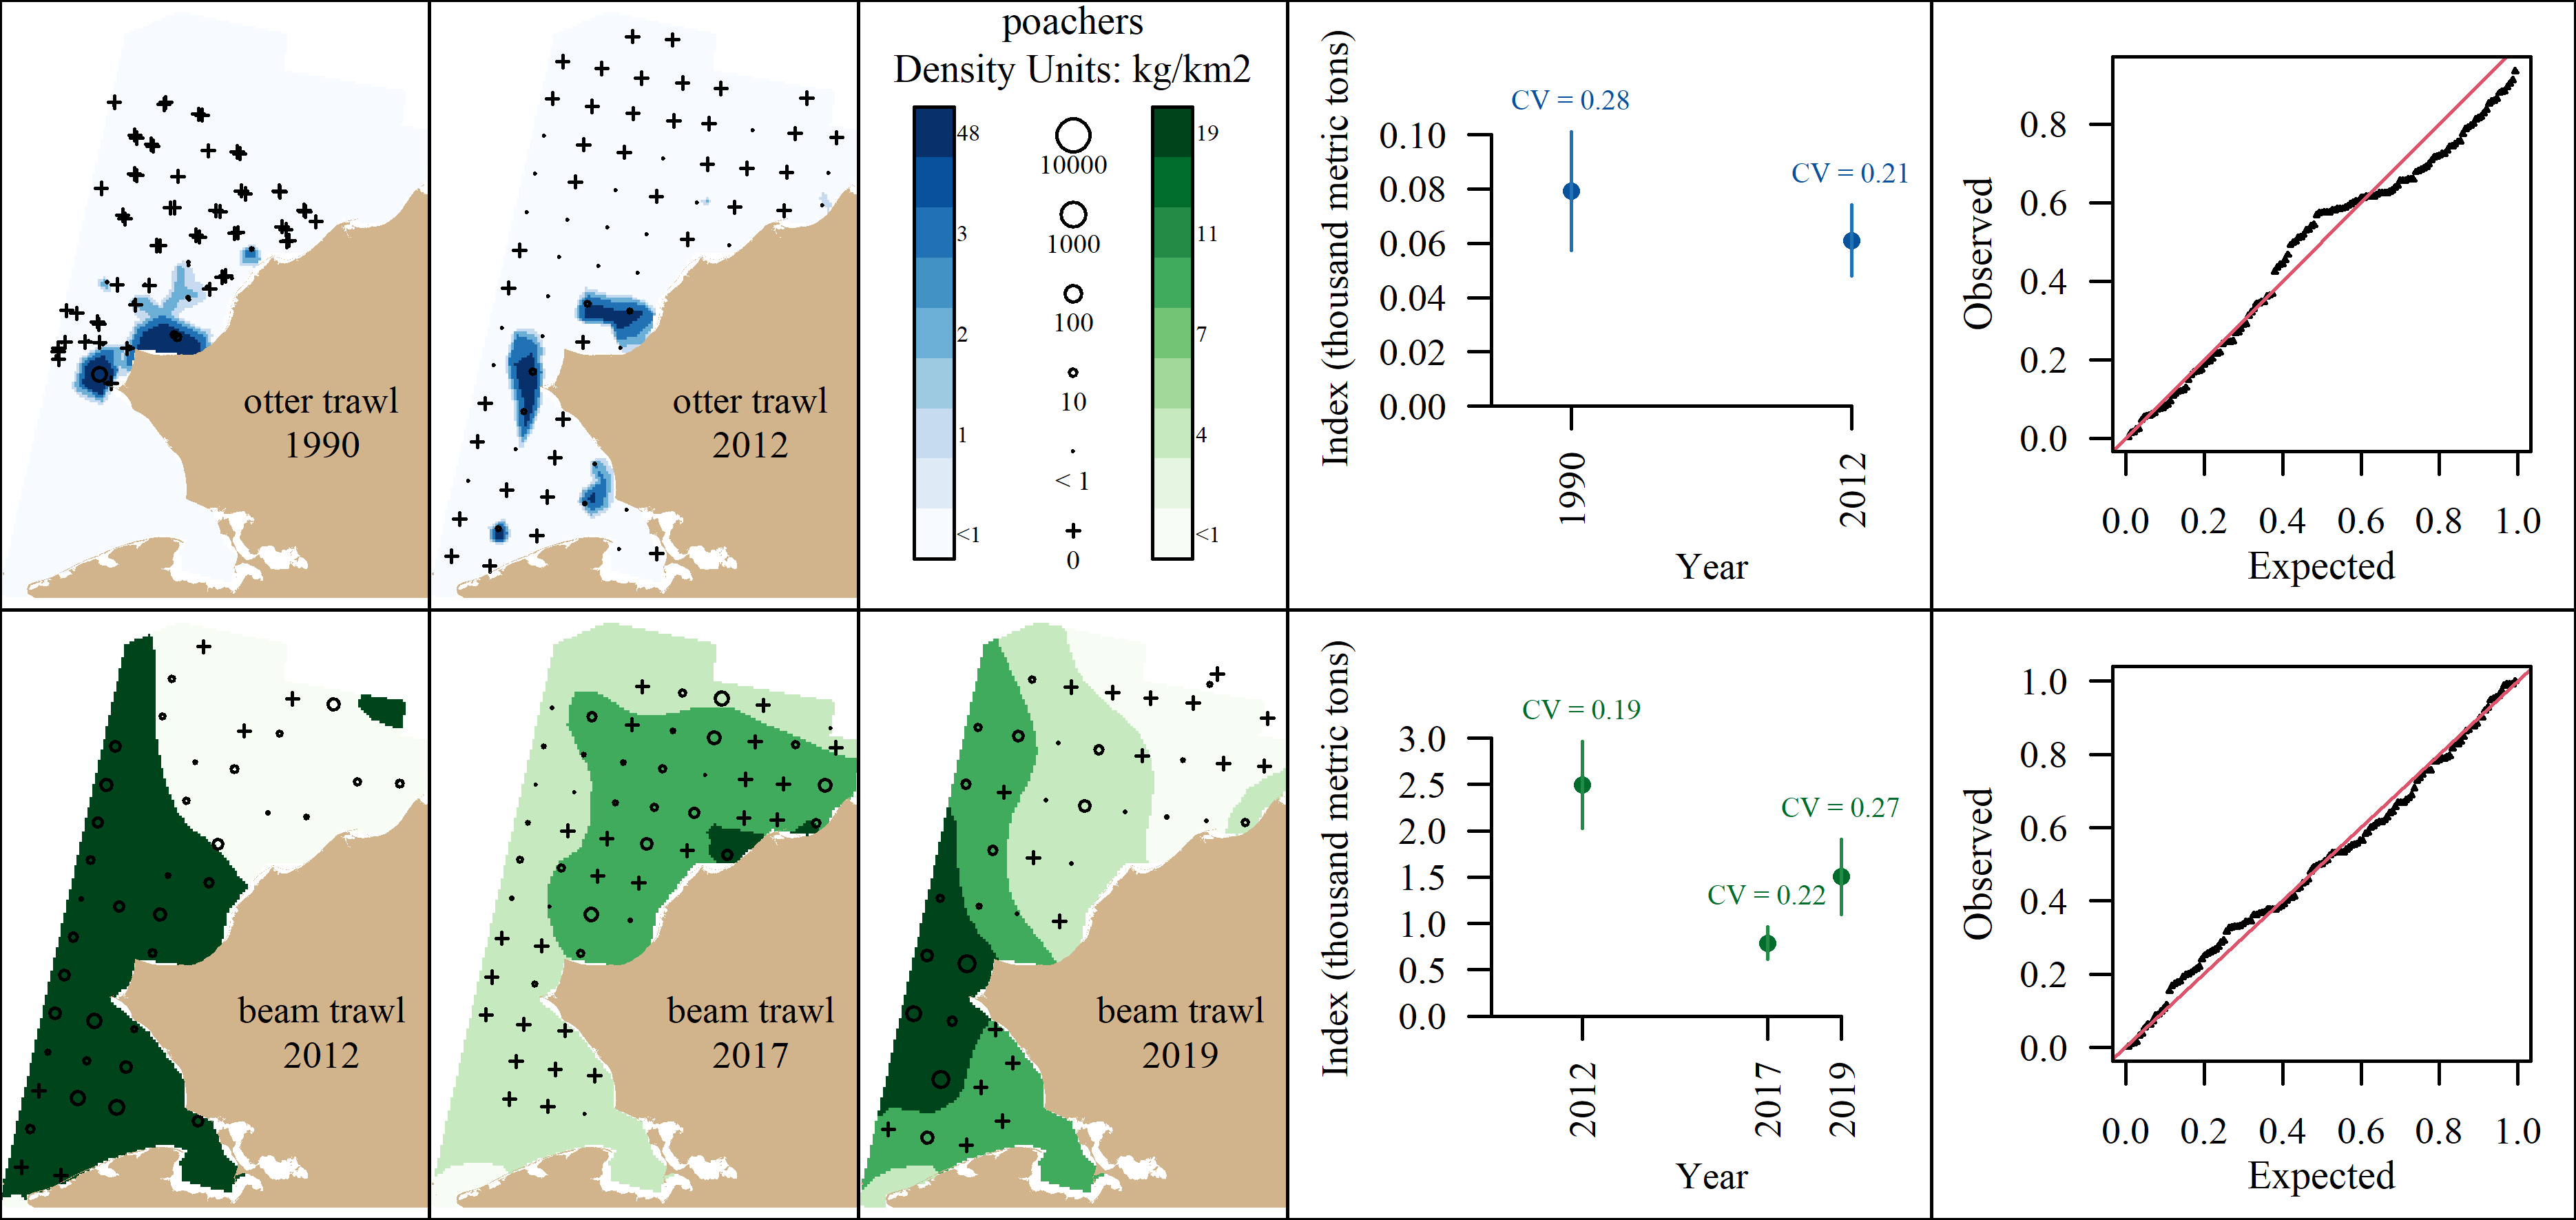 otter trawl
1990
otter trawl
2012
poachers
Density Units: kg/km2
48
3
2
1
<1
10000
1000
100
10
< 1
0
19
11
7
4
<1
Index (thousand metric tons)
0.10
0.08
0.06
0.04
0.02
0.00
CV = 0.28
CV = 0.21
1990
2012
Year
Observed
0.8
0.6
0.4
0.2
0.0
0.0 0.2 0.4 0.6 0.8 1.0
Expected
beam trawl
2012
beam trawl
2017
beam trawl
2019
Index (thousand metric tons)
3.0
2.5
2.0
1.5
1.0
0.5
0.0
CV = 0.19
CV = 0.22
CV = 0.27
2012
2017
2019
Year
Observed
1.0
0.8
0.6
0.4
0.2
0.0
0.0 0.2 0.4 0.6 0.8 1.0
Expected